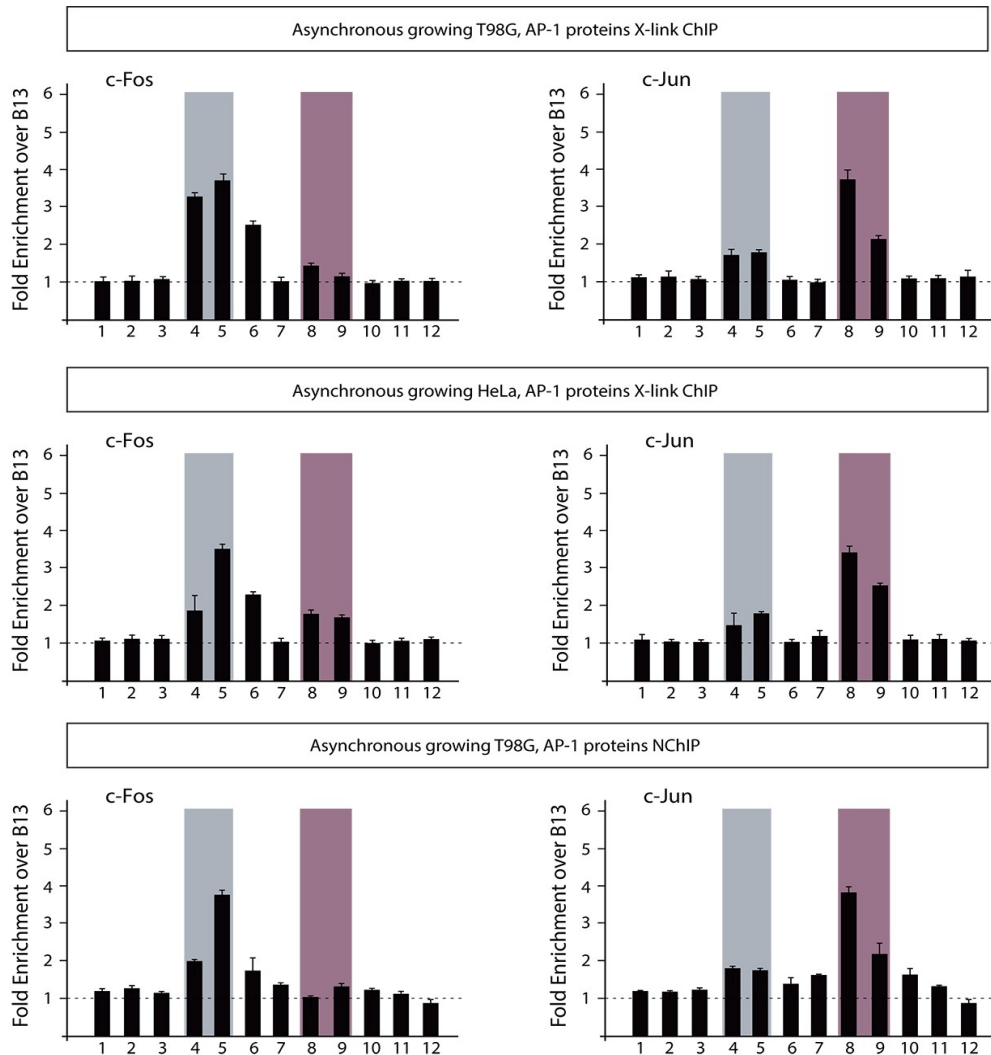 Asynchronous growing T98G, AP-1 proteins X-link ChIP
c-Fos
Fold Enrichment over B13
6
5
4
3
2
1
1 2 3 4 5 6 7 8 9 10 11 12
c-Jun
Fold Enrichment over B13
6
5
4
3
2
1
1 2 3 4 5 6 7 8 9 10 11 12
Asynchronous growing HeLa, AP-1 proteins X-link ChIP
c-Fos
Fold Enrichment over B13
6
5
4
3
2
1
1 2 3 4 5 6 7 8 9 10 11 12
c-Jun
Fold Enrichment over B13
6
5
4
3
2
1
1 2 3 4 5 6 7 8 9 10 11 12
Asynchronous growing T98G, AP-1 proteins NChIP
c-Fos
Fold Enrichment over B13
6
5
4
3
2
1
1 2 3 4 5 6 7 8 9 10 11 12
c-Jun
Fold Enrichment over B13
6
5
4
3
2
1
1 2 3 4 5 6 7 8 9 10 11 12